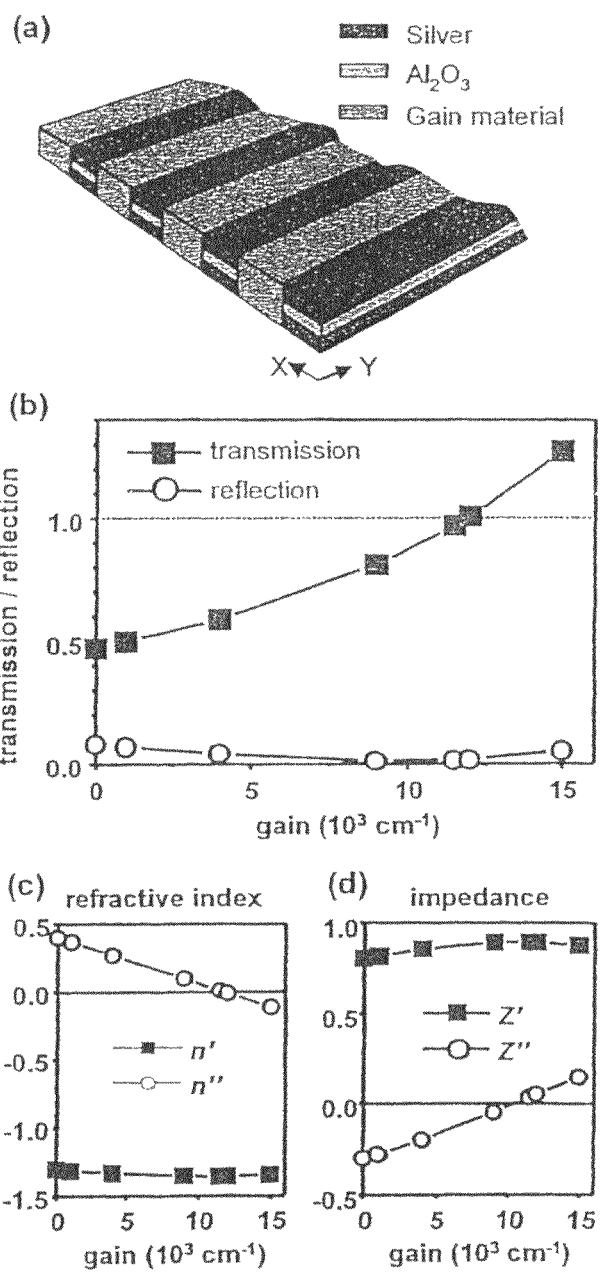 (a)
Silver
Al₂O₃
Gain material
X Y
(b)
transmission
reflection
transmission / reflection
1.0
0.5
0.0
0 5 10 15
gain (10³ cm⁻¹)
(c) refractive index
0.5
0.0
-0.5
-1.0
-1.5
n′
n″
0 5 10 15
gain (10³ cm⁻¹)
(d) impedance
1.0
0.5
0.0
-0.5
Z′
Z″
0 5 10 15
gain (10³ cm⁻¹)